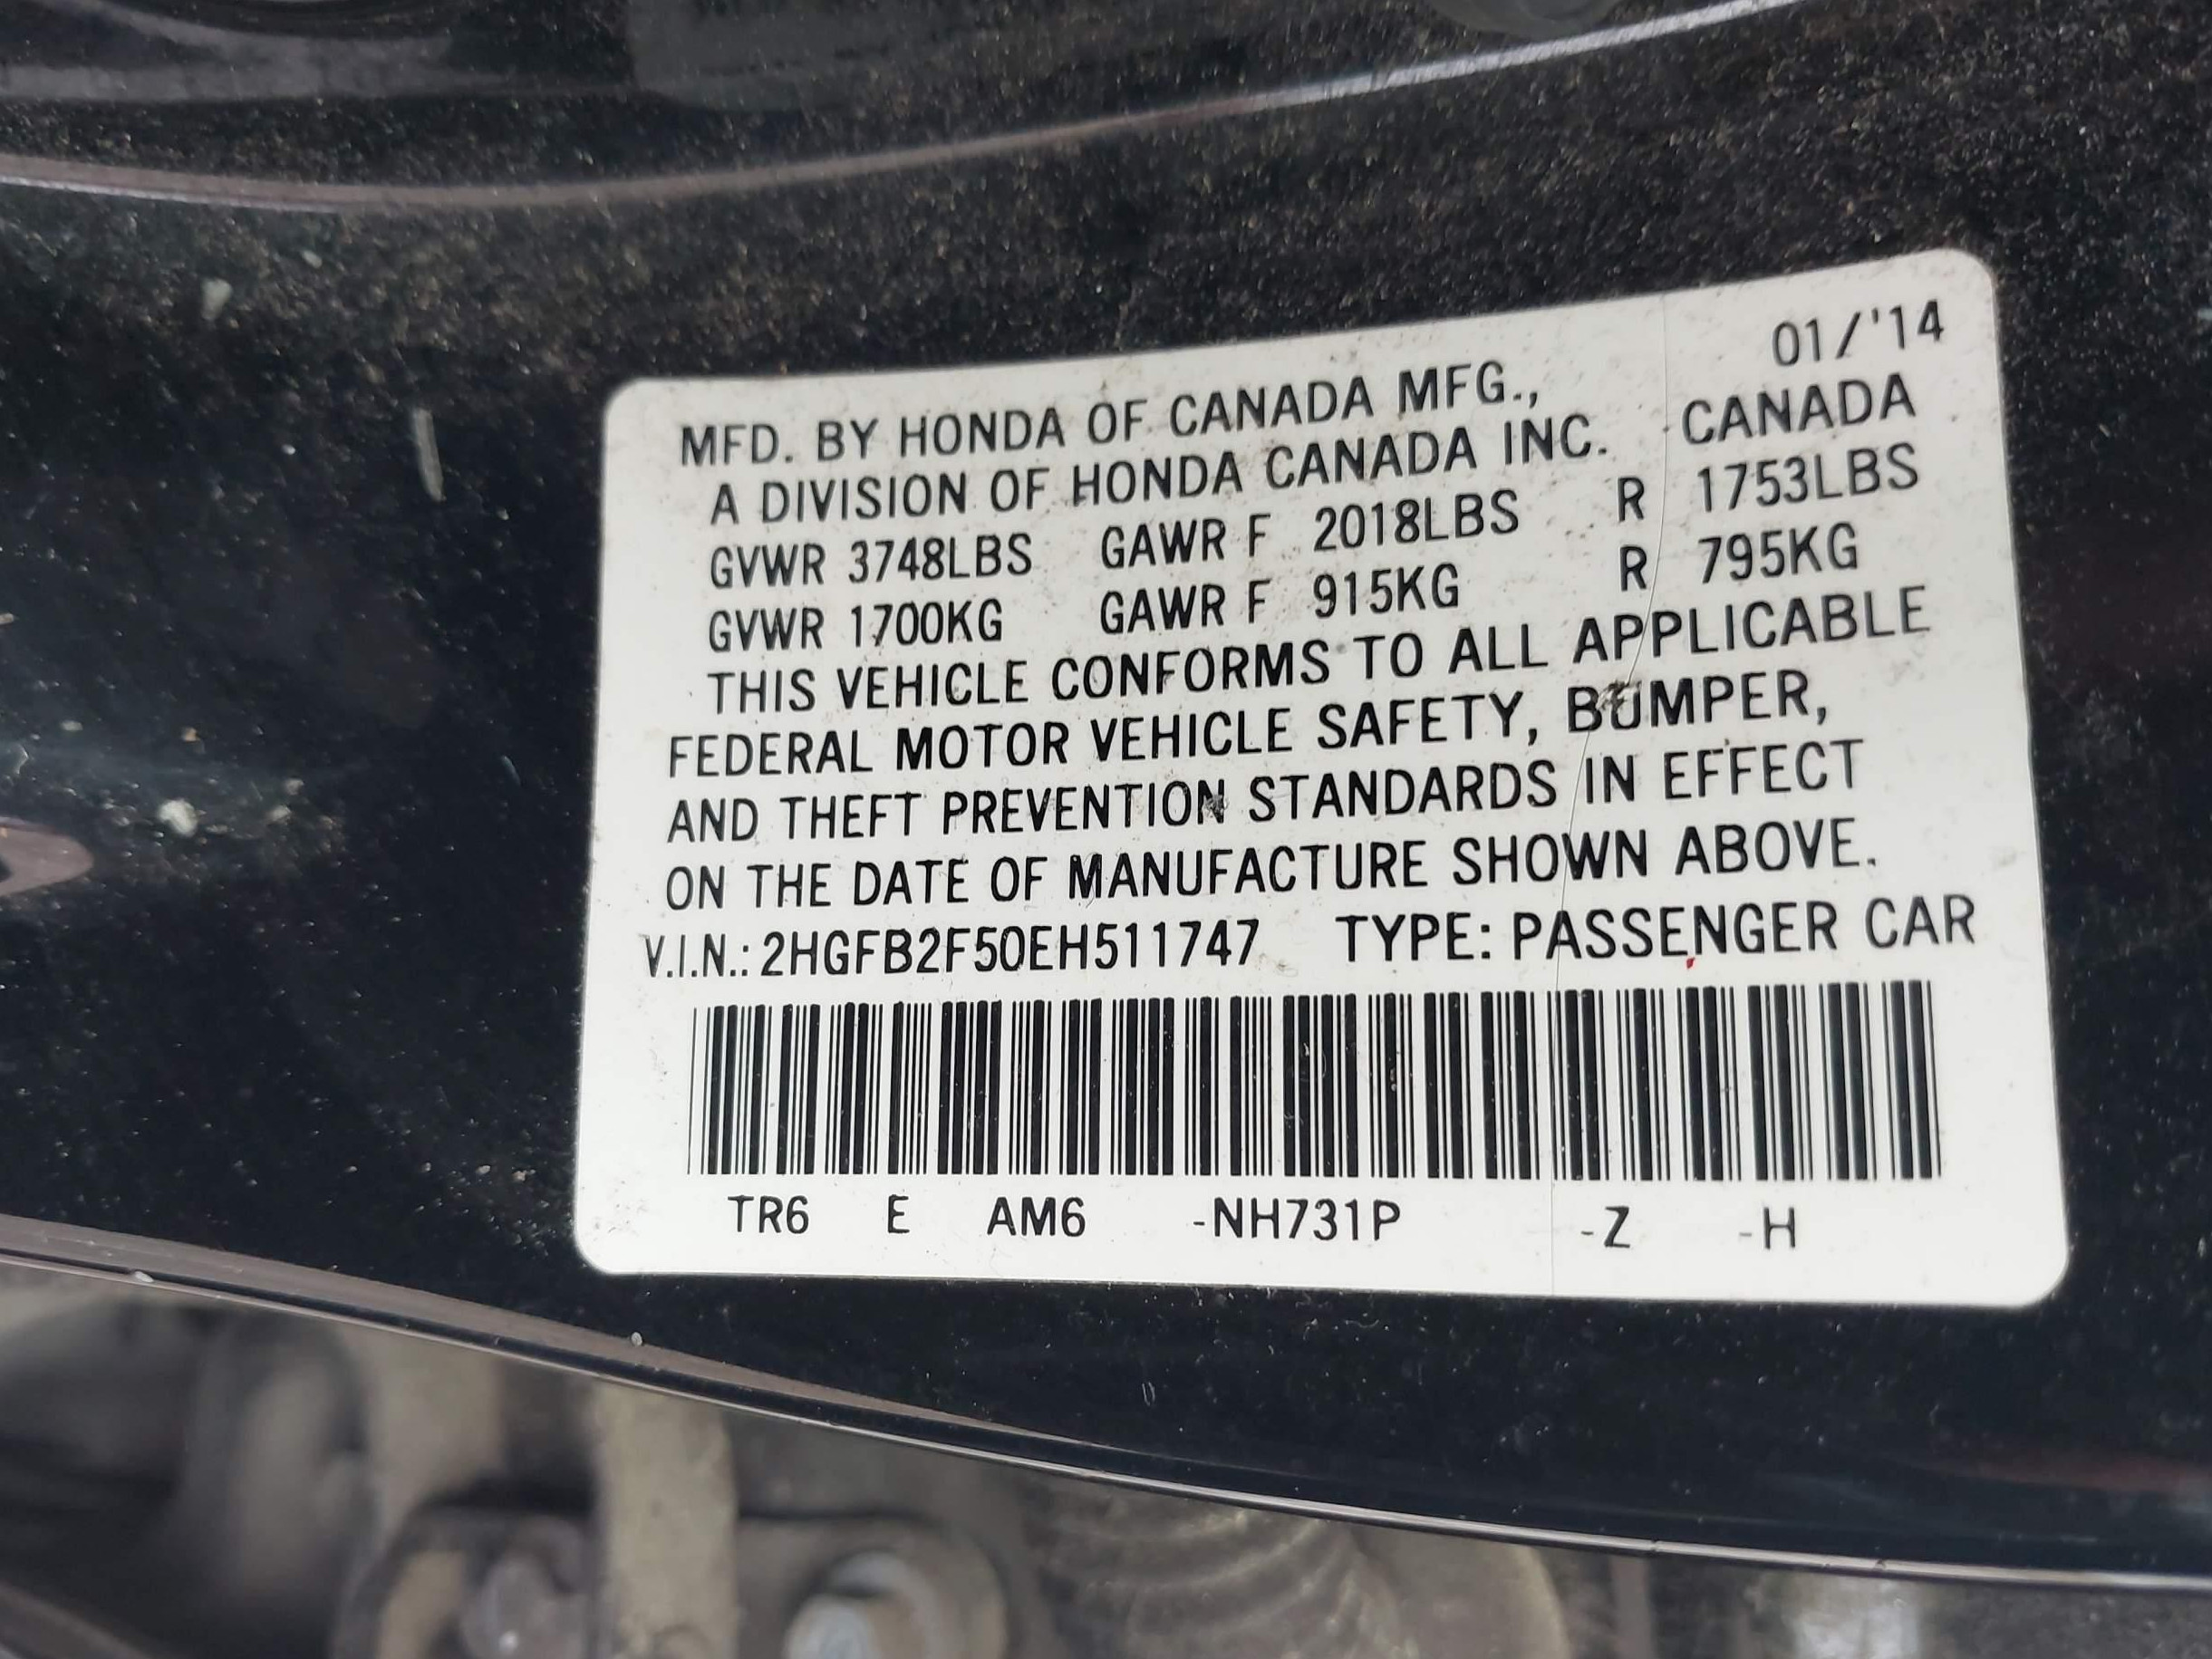 01/'14
MFD. BY HONDA OF CANADA MFG.,
A DIVISION OF HONDA CANADA INC. CANADA
GVWR 3748LBS GAWR F 2018LBS R 1753LBS
GVWR 1700KG GAWR F 915KG R 795KG
THIS VEHICLE CONFORMS TO ALL APPLICABLE
FEDERAL MOTOR VEHICLE SAFETY, BUMPER,
AND THEFT PREVENTION STANDARDS IN EFFECT
ON THE DATE OF MANUFACTURE SHOWN ABOVE.
V.I.N.: 2HGFB2F50EH511747 TYPE: PASSENGER CAR
TR6 E AM6 -NH731P -Z -H